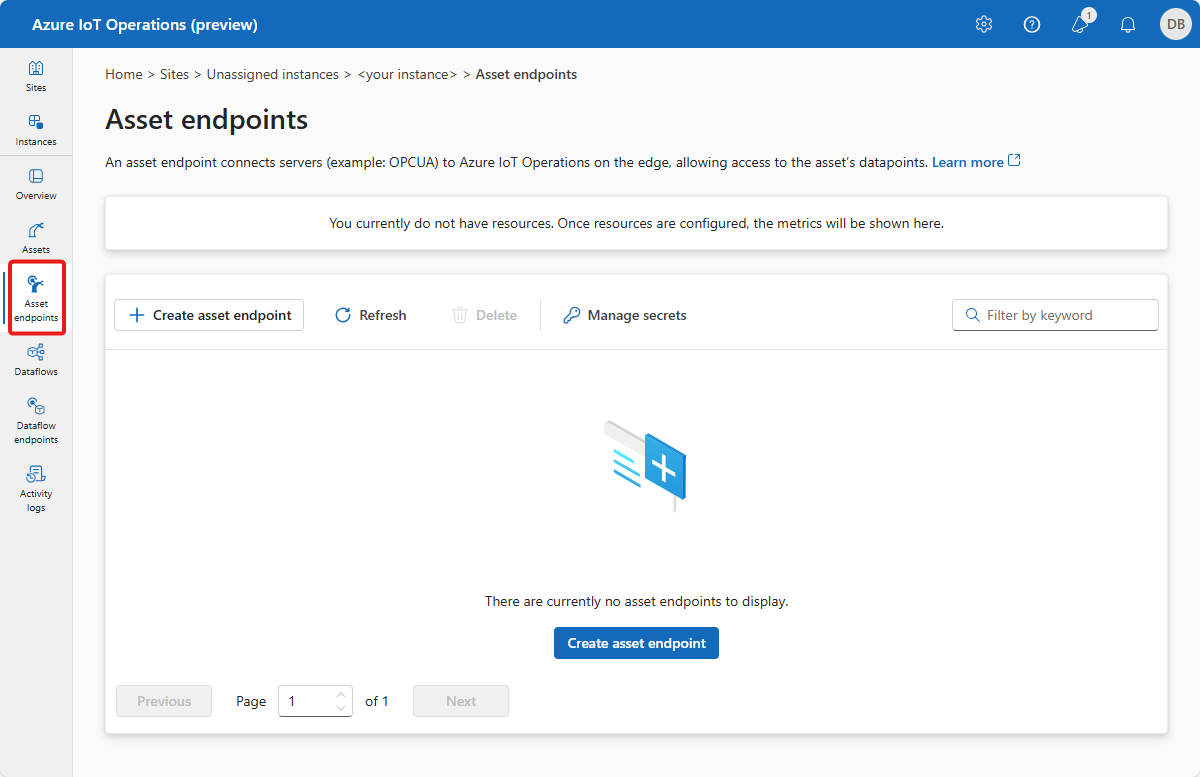 Azure IoT Operations (preview)
1
DB
Sites
Instances
Overview
Assets
Asset
endpoints
Dataflows
Dataflow
endpoints
Activity
logs
Home > Sites > Unassigned instances > <your instance> > Asset endpoints
Asset endpoints
An asset endpoint connects servers (example: OPCUA) to Azure IoT Operations on the edge, allowing access to the asset's datapoints. Learn more
You currently do not have resources. Once resources are configured, the metrics will be shown here.
Create asset endpoint Refresh Delete Manage secrets Filter by keyword
There are currently no asset endpoints to display.
Create asset endpoint
Previous Page 1 of 1 Next